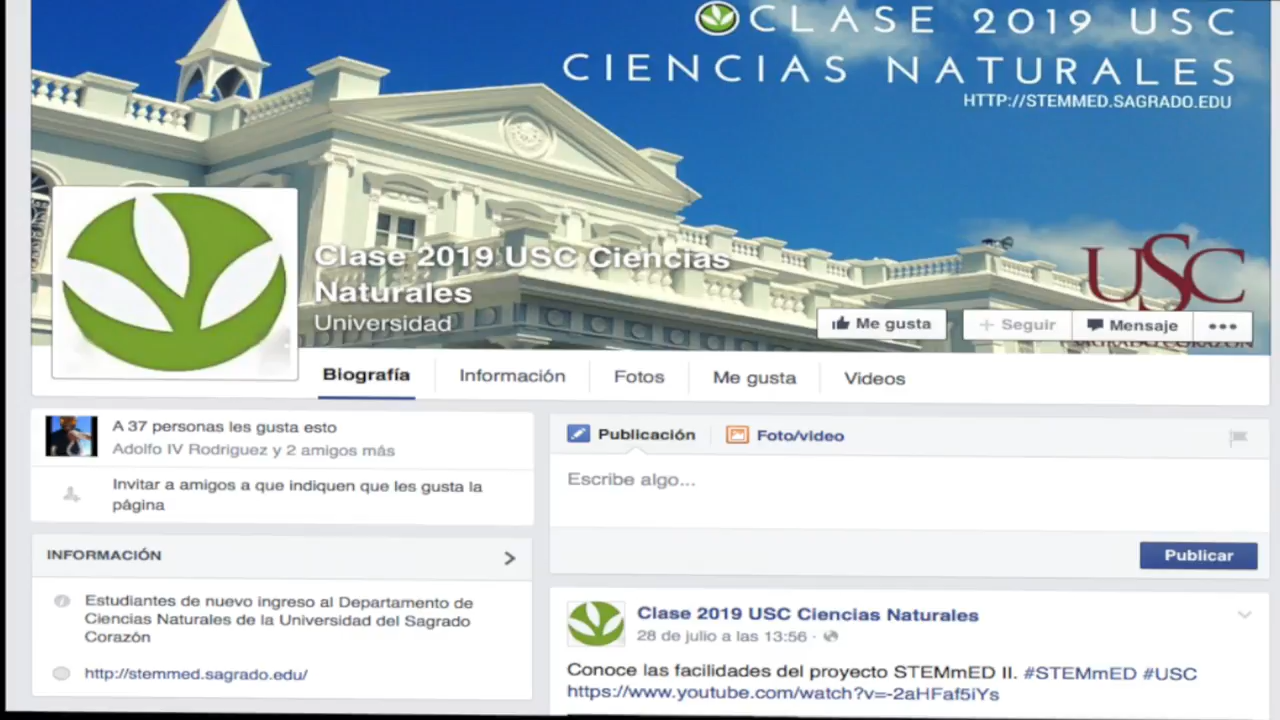 CLASE 2019 USC
CIENCIAS NATURALES
HTTP://STEMMED.SAGRADO.EDU
USC
Clase 2019 USC Ciencias
Naturales
Universidad
Me gusta
+ Seguir
Mensaje
Biografía
Información
Fotos
Me gusta
Videos
A 37 personas les gusta esto
Adolfo IV Rodriguez y 2 amigos más
Invitar a amigos a que indiquen que les gusta la
página
INFORMACIÓN
Estudiantes de nuevo ingreso al Departamento de
Ciencias Naturales de la Universidad del Sagrado
Corazón
http://stemmed.sagrado.edu/
Publicación
Foto/video
Escribe algo...
Publicar
Clase 2019 USC Ciencias Naturales
28 de julio a las 13:56 ·
Conoce las facilidades del proyecto STEMmED II. #STEMmED #USC
https://www.youtube.com/watch?v=-2aHFaf5iYs